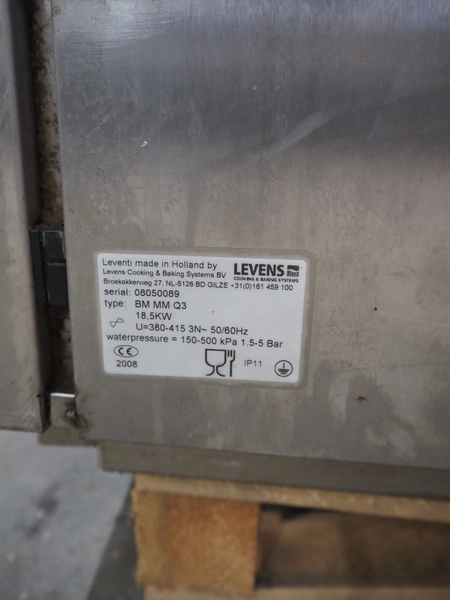 Leventi made in Holland by
Levens Cooking & Baking Systems BV
LEVENS
COOKING & BAKING SYSTEMS
Broekakkerweg 27, NL-5126 BD GILZE +31(0)161 459 100
serial: 08050089
type: BM MM Q3
18,5KW
U=380-415 3N~ 50/60Hz
waterpressure = 150-500 kPa 1.5-5 Bar
CE
2008
IP11